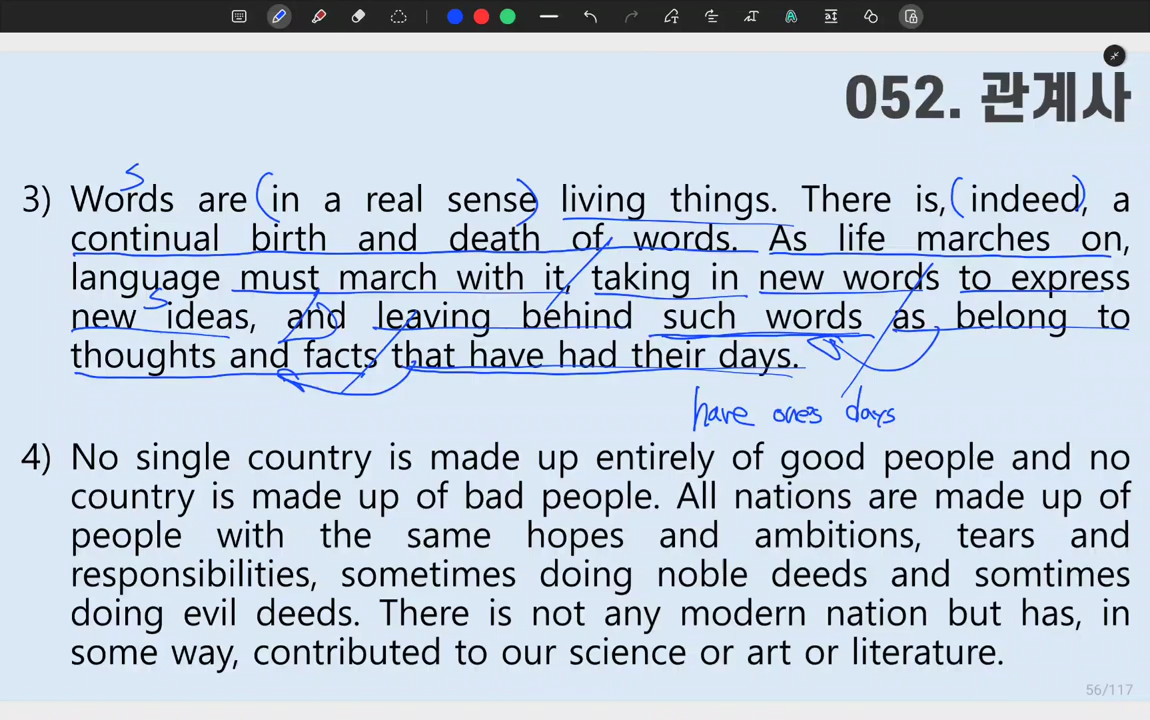 052. 관계사
S
3) Words are (in a real sense) living things. There is, (indeed), a
continual birth and death of words. As life marches on,
language must march with it, taking in new words to express
S
new ideas, and leaving behind such words as belong to
thoughts and facts that have had their days.
have one's days
4) No single country is made up entirely of good people and no
country is made up of bad people. All nations are made up of
people with the same hopes and ambitions, tears and
responsibilities, sometimes doing noble deeds and somtimes
doing evil deeds. There is not any modern nation but has, in
some way, contributed to our science or art or literature.
56/117